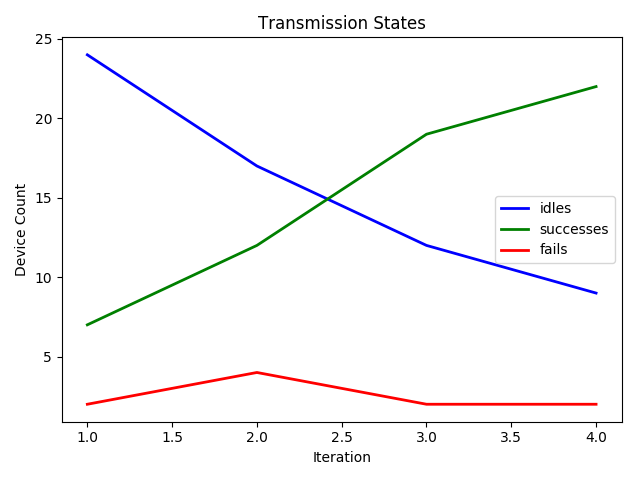 Transmission States
25
20
15
10
5
Device Count
idles
successes
fails
1.0 1.5 2.0 2.5 3.0 3.5 4.0
Iteration